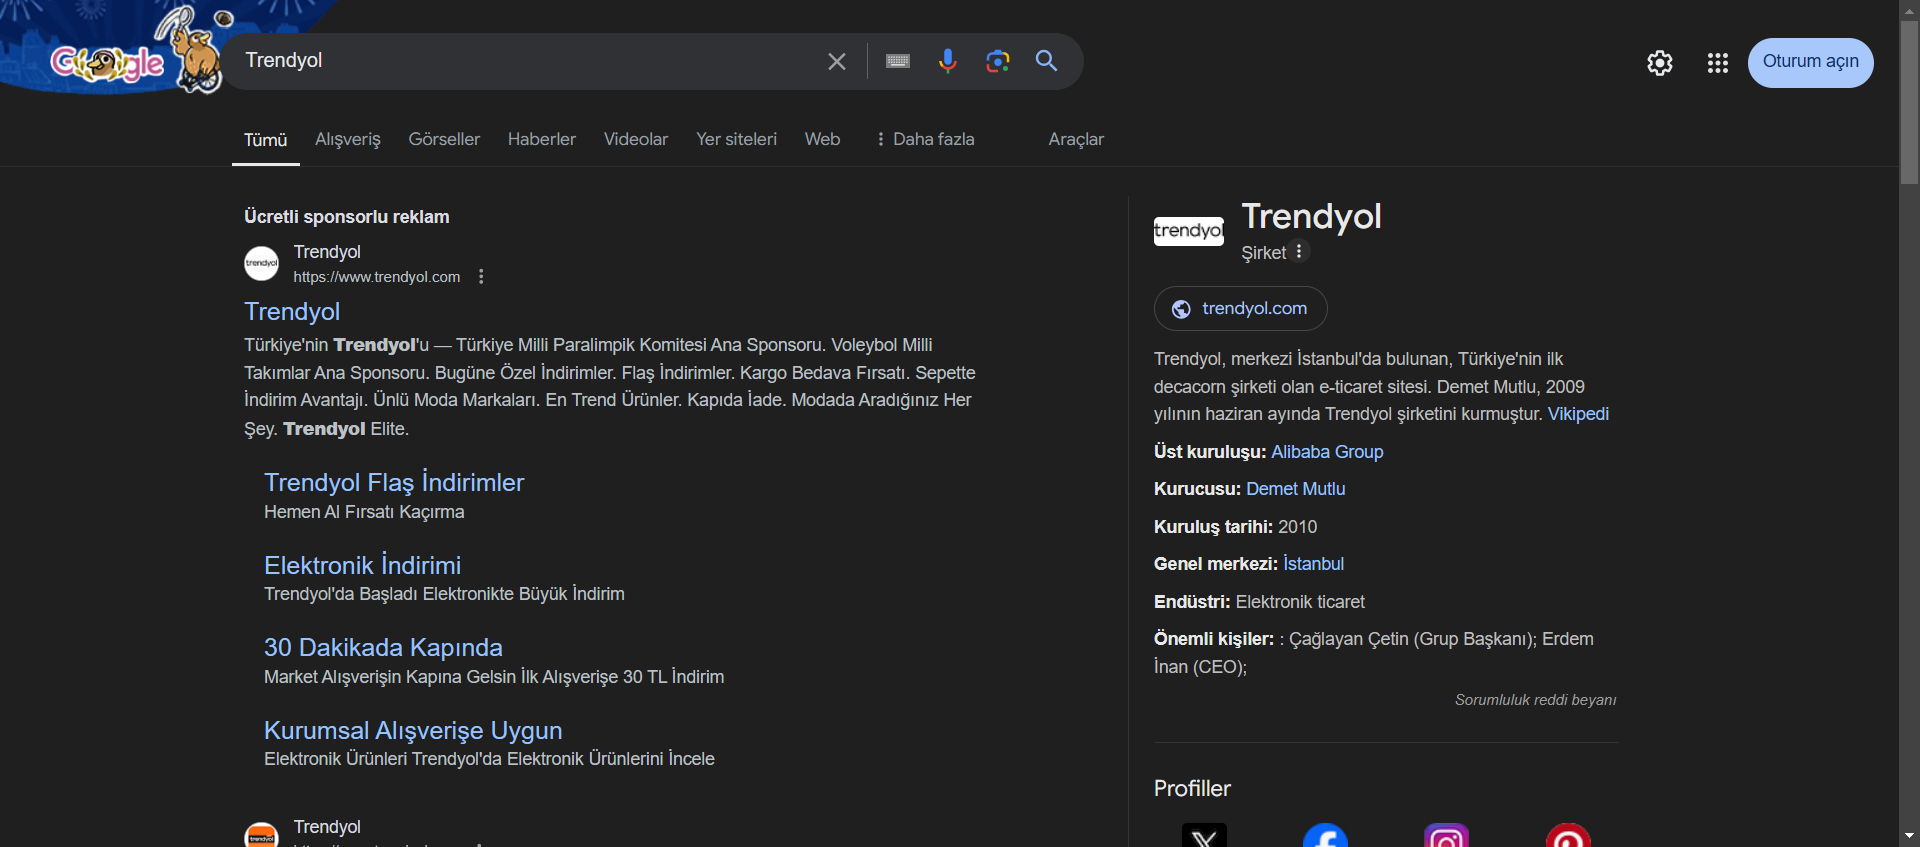 Google
Trendyol
Oturum açın
Tümü
Alışveriş
Görseller
Haberler
Videolar
Yer siteleri
Web
Daha fazla
Araçlar
Ücretli sponsorlu reklam
trendyol
Trendyol
https://www.trendyol.com
Trendyol
Türkiye'nin Trendyol'u — Türkiye Milli Paralimpik Komitesi Ana Sponsoru. Voleybol Milli
Takımlar Ana Sponsoru. Bugüne Özel İndirimler. Flaş İndirimler. Kargo Bedava Fırsatı. Sepette
İndirim Avantajı. Ünlü Moda Markaları. En Trend Ürünler. Kapıda İade. Modada Aradığınız Her
Şey. Trendyol Elite.
Trendyol Flaş İndirimler
Hemen Al Fırsatı Kaçırma
Elektronik İndirimi
Trendyol'da Başladı Elektronikte Büyük İndirim
30 Dakikada Kapında
Market Alışverişin Kapına Gelsin İlk Alışverişe 30 TL İndirim
Kurumsal Alışverişe Uygun
Elektronik Ürünleri Trendyol'da Elektronik Ürünlerini İncele
trendyol
Trendyol
trendyol
Trendyol
Şirket
trendyol.com
Trendyol, merkezi İstanbul'da bulunan, Türkiye'nin ilk
decacorn şirketi olan e-ticaret sitesi. Demet Mutlu, 2009
yılının haziran ayında Trendyol şirketini kurmuştur. Vikipedi
Üst kuruluşu: Alibaba Group
Kurucusu: Demet Mutlu
Kuruluş tarihi: 2010
Genel merkezi: İstanbul
Endüstri: Elektronik ticaret
Önemli kişiler: : Çağlayan Çetin (Grup Başkanı); Erdem
İnan (CEO);
Sorumluluk reddi beyanı
Profiller